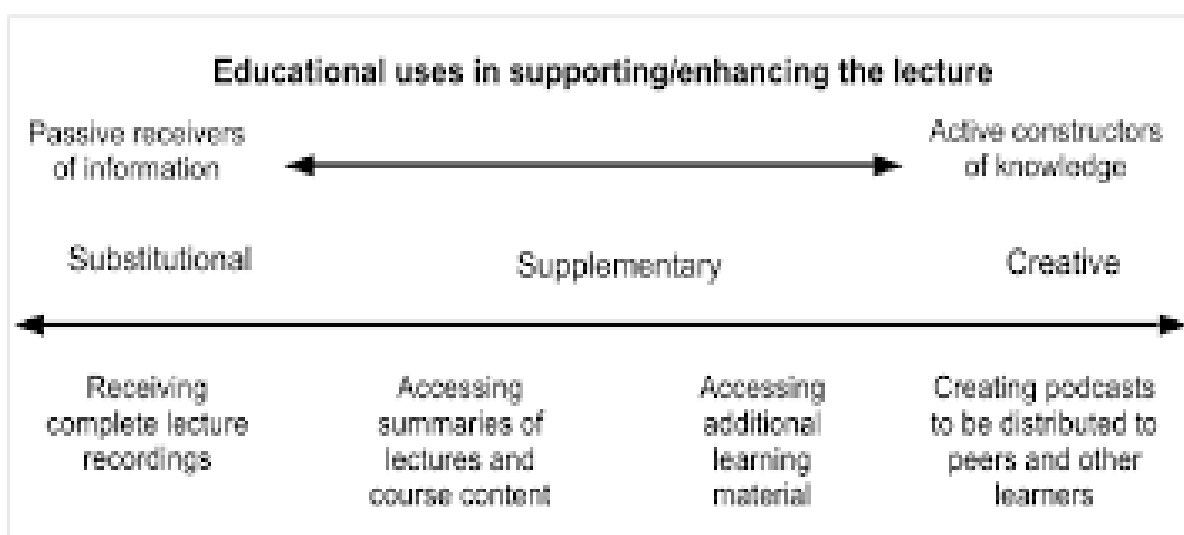 Educational uses in supporting/enhancing the lecture
Passive receivers
of information
Active constructors
of knowledge
Substitutional
Supplementary
Creative
Receiving
complete lecture
recordings
Accessing
summaries of
lectures and
course content
Accessing
additional
learning
material
Creating podcasts
to be distributed to
peers and other
learners